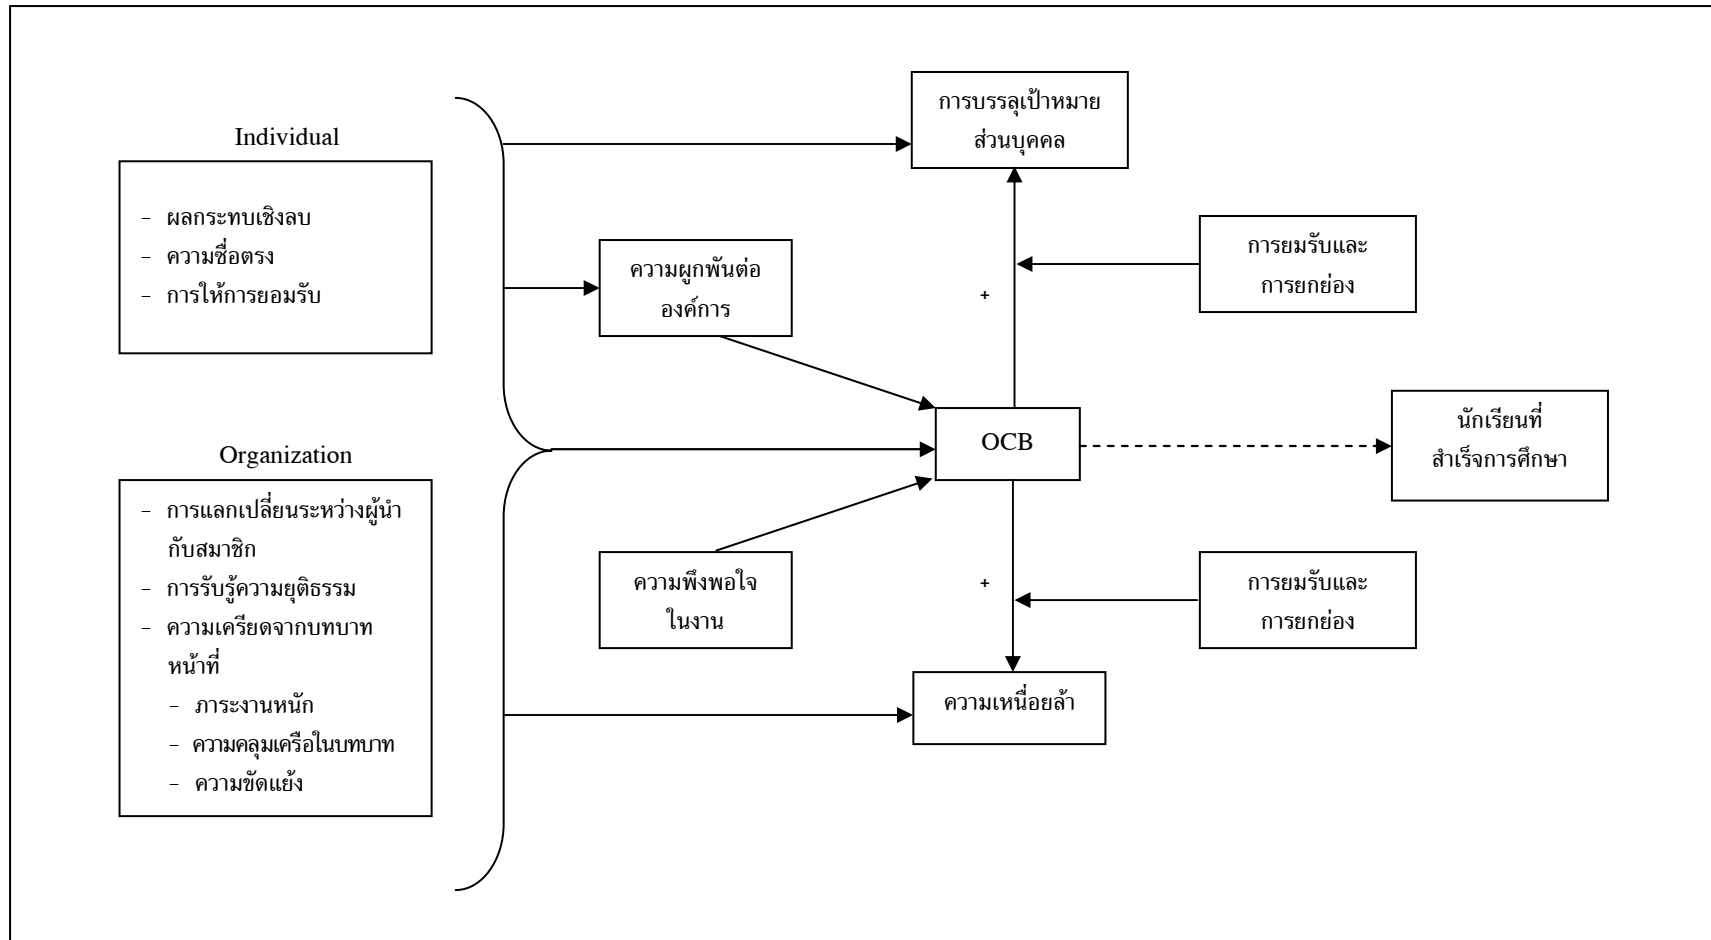 การบรรลุเป้าหมาย
ส่วนบุคคล
Individual
- ผลกระทบเชิงลบ
- ความซื่อตรง
- การให้การยอมรับ
ความผูกพันต่อ
องค์การ
การยมรับและ
การยกย่อง
+
OCB
นักเรียนที่
สำเร็จการศึกษา
Organization
- การแลกเปลี่ยนระหว่างผู้นำ
กับสมาชิก
- การรับรู้ความยุติธรรม
- ความเครียดจากบทบาท
หน้าที่
- ภาระงานหนัก
- ความคลุมเครือในบทบาท
- ความขัดแย้ง
ความพึงพอใจ
ในงาน
+
การยมรับและ
การยกย่อง
ความเหนื่อยล้า